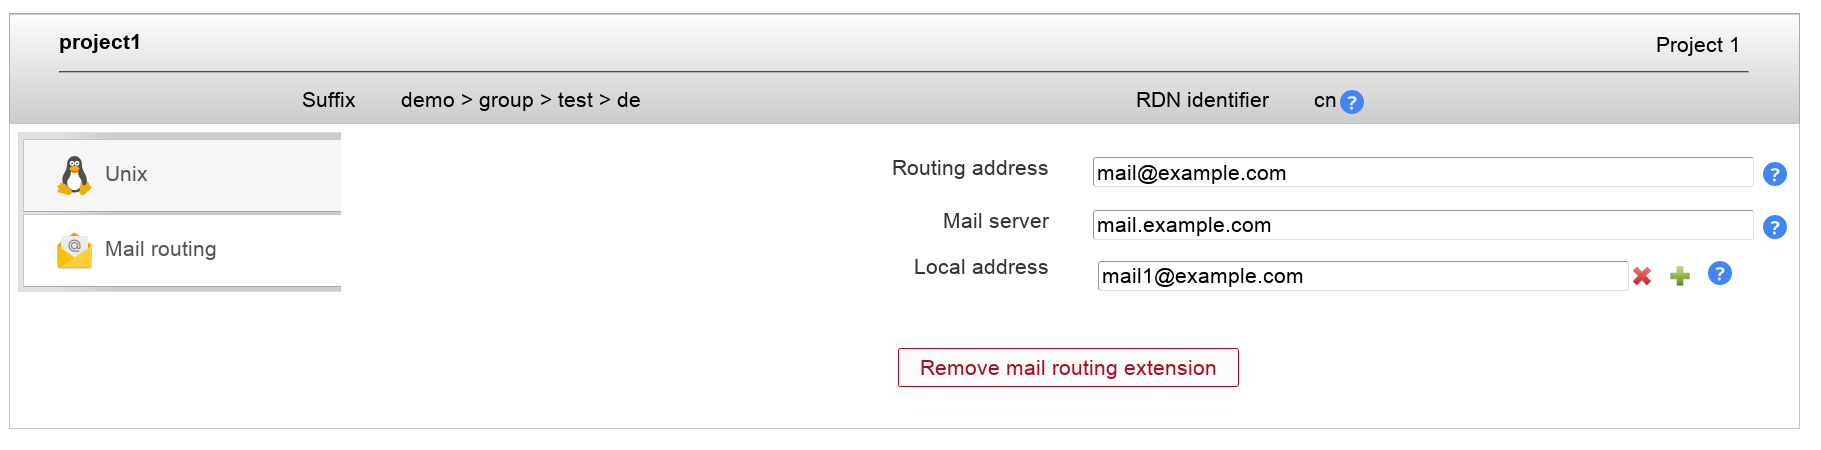 project1
Project 1
Suffix demo > group > test > de RDN identifier cn ?
Unix
Mail routing
Routing address mail@example.com ?
Mail server mail.example.com ?
Local address mail1@example.com ?
Remove mail routing extension